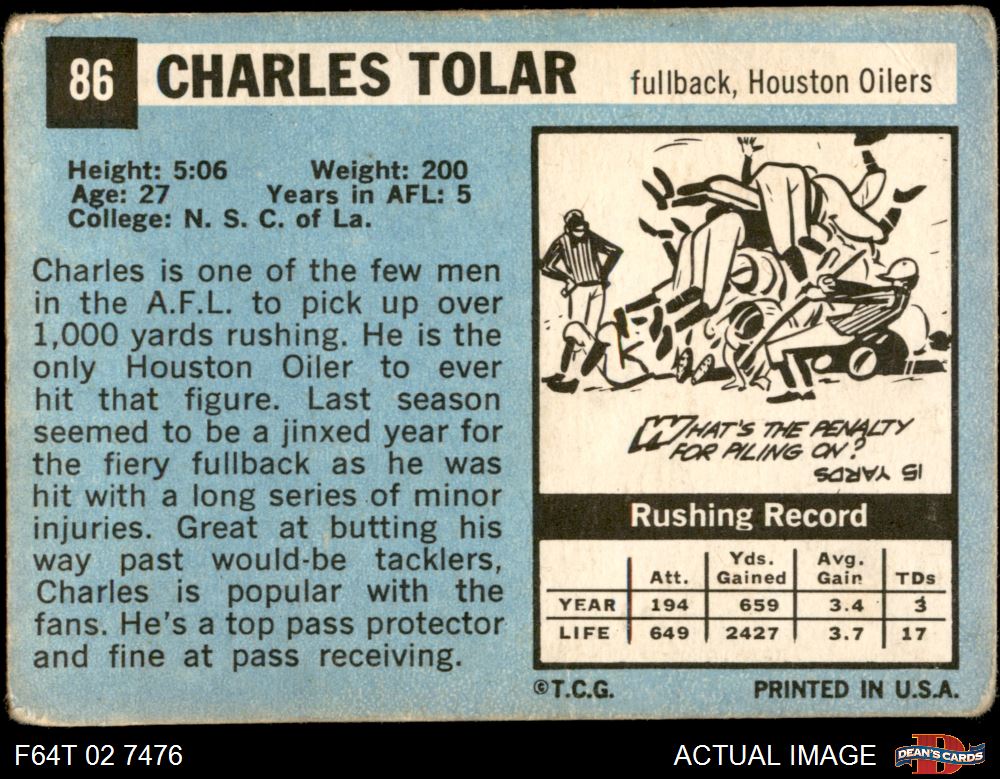 86 CHARLES TOLAR fullback, Houston Oilers
Height: 5:06 Weight: 200
Age: 27 Years in AFL: 5
College: N. S. C. of La.
Charles is one of the few men
in the A.F.L. to pick up over
1,000 yards rushing. He is the
only Houston Oiler to ever
hit that figure. Last season
seemed to be a jinxed year for
the fiery fullback as he was
hit with a long series of minor
injuries. Great at butting his
way past would-be tacklers,
Charles is popular with the
fans. He's a top pass protector
and fine at pass receiving.
WHAT'S THE PENALTY
FOR PILING ON?
15 YARDS
Rushing Record
Att. Yds. Gained Avg. Gain TDs
YEAR 194 659 3.4 3
LIFE 649 2427 3.7 17
©T.C.G. PRINTED IN U.S.A.
F64T 02 7476 ACTUAL IMAGE DEAN'S CARDS